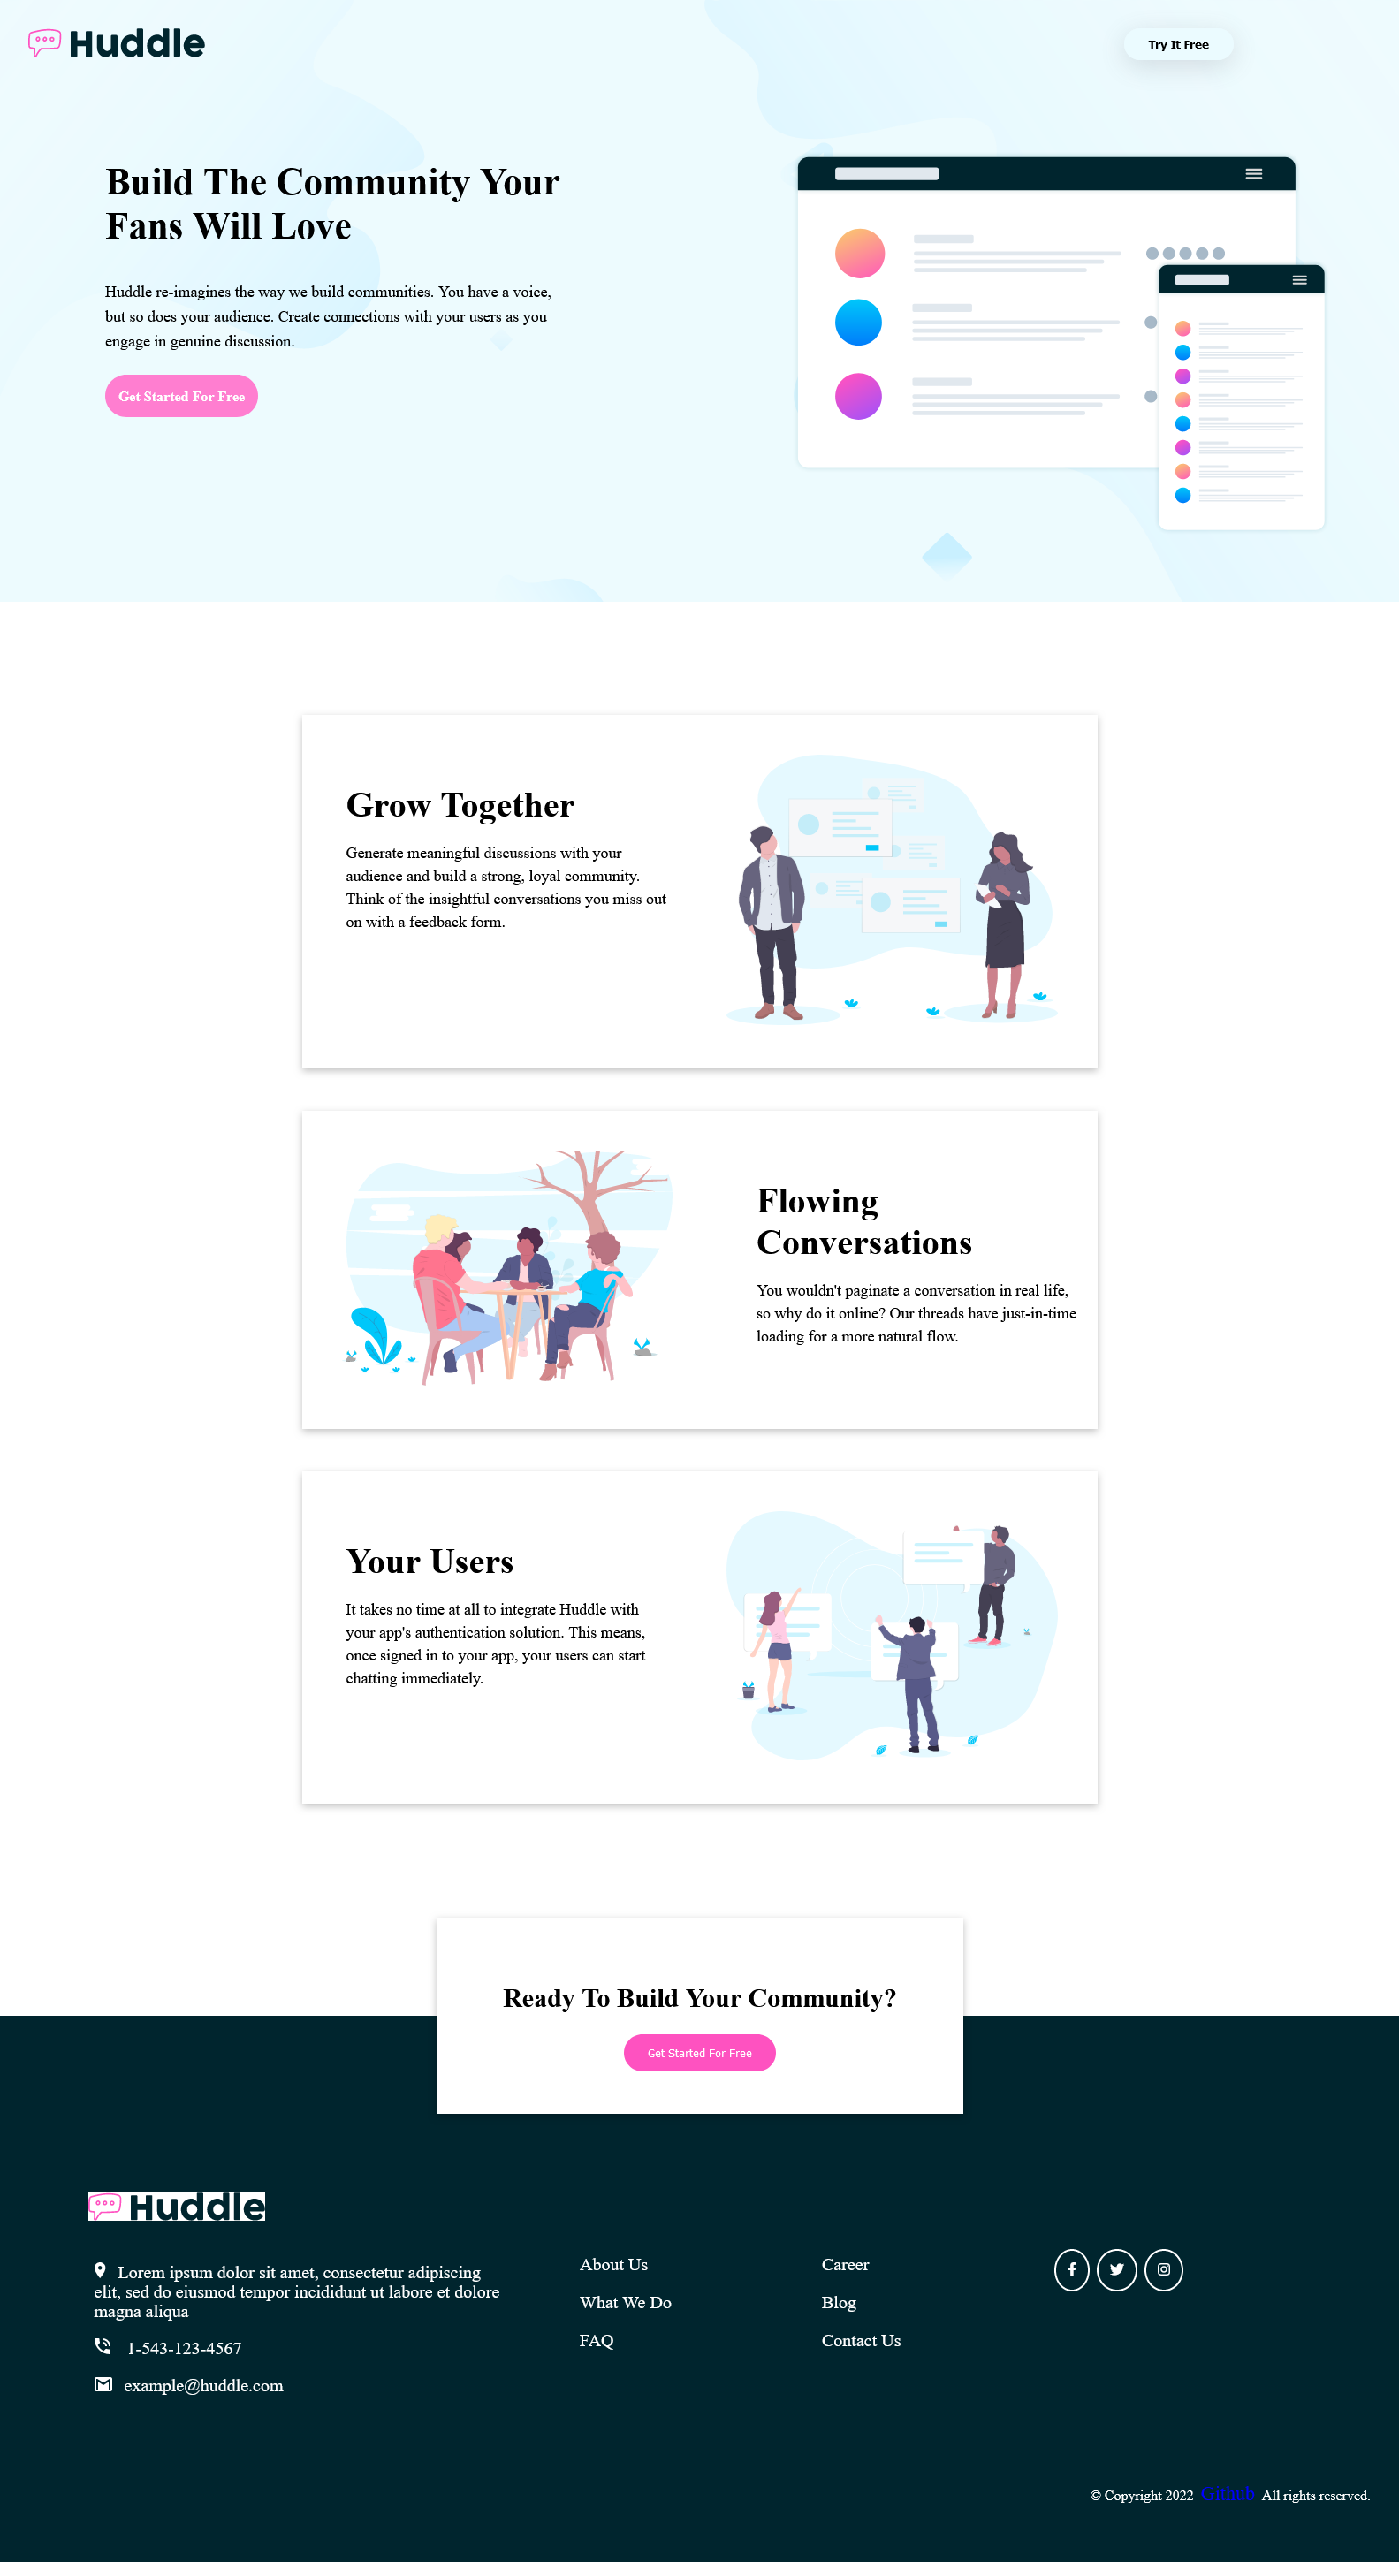 Huddle
Try It Free
Build The Community Your
Fans Will Love
Huddle re-imagines the way we build communities. You have a voice,
but so does your audience. Create connections with your users as you
engage in genuine discussion.
Get Started For Free
Grow Together
Generate meaningful discussions with your
audience and build a strong, loyal community.
Think of the insightful conversations you miss out
on with a feedback form.
Flowing
Conversations
You wouldn't paginate a conversation in real life,
so why do it online? Our threads have just-in-time
loading for a more natural flow.
Your Users
It takes no time at all to integrate Huddle with
your app's authentication solution. This means,
once signed in to your app, your users can start
chatting immediately.
Ready To Build Your Community?
Get Started For Free
Huddle
Lorem ipsum dolor sit amet, consectetur adipiscing
elit, sed do eiusmod tempor incididunt ut labore et dolore
magna aliqua
1-543-123-4567
example@huddle.com
About Us
What We Do
FAQ
Career
Blog
Contact Us
© Copyright 2022 Github All rights reserved.